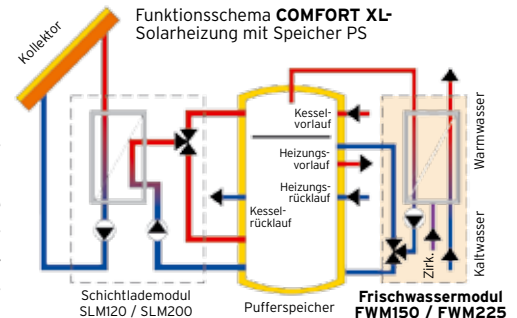 Funktionsschema COMFORT XL-
Solarheizung mit Speicher PS
Kollektor
Kessel-
vorlauf
Heizungs-
vorlauf
Heizungs-
rücklauf
Kessel-
rücklauf
Warmwasser
Kaltwasser
Zirk.
Schichtlademodul
SLM120 / SLM200
Pufferspeicher
Frischwassermodul
FWM150 / FWM225